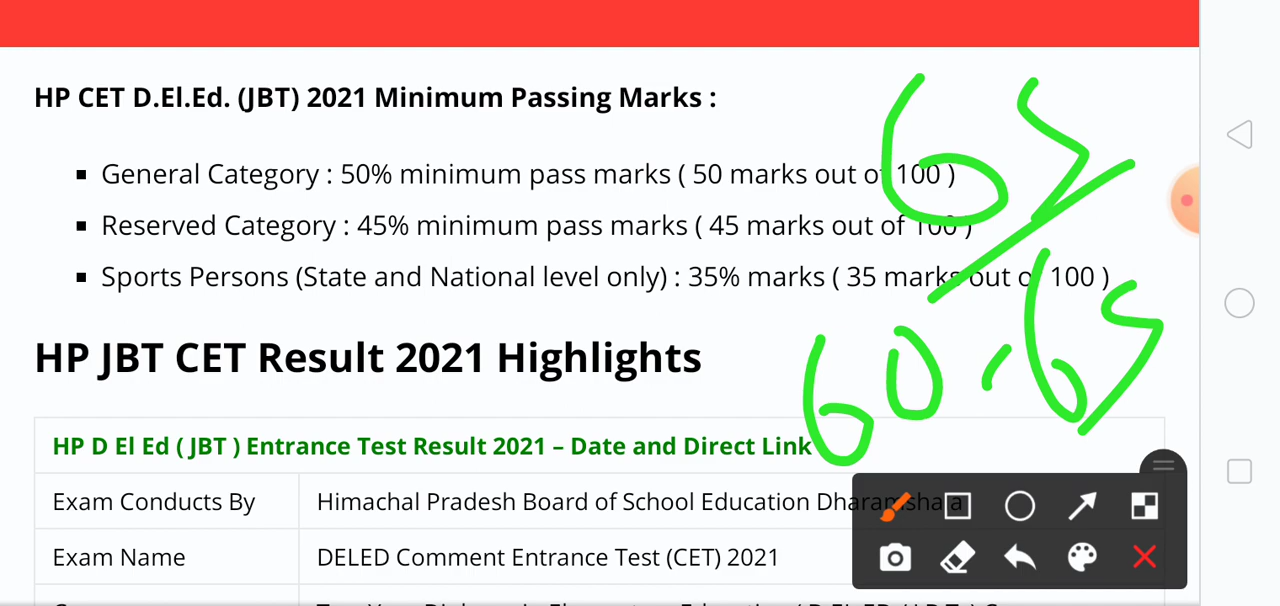 HP CET D.El.Ed. (JBT) 2021 Minimum Passing Marks :
General Category : 50% minimum pass marks ( 50 marks out of 100 )
Reserved Category : 45% minimum pass marks ( 45 marks out of 100 )
Sports Persons (State and National level only) : 35% marks ( 35 marks out of 100 )
65
60-65
HP JBT CET Result 2021 Highlights
HP D El Ed ( JBT ) Entrance Test Result 2021 – Date and Direct Link
Exam Conducts By Himachal Pradesh Board of School Education Dharamshala
Exam Name DELED Comment Entrance Test (CET) 2021